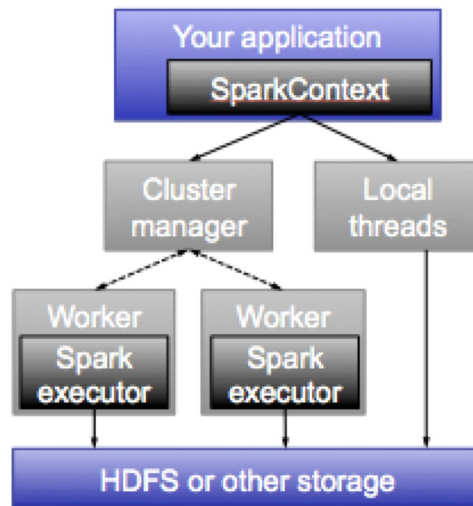 Your application
SparkContext
Cluster
manager
Local
threads
Worker
Spark
executor
Worker
Spark
executor
HDFS or other storage